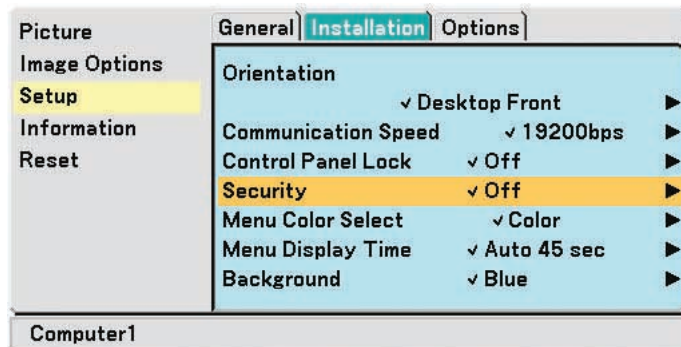 Picture
Image Options
Setup
Information
Reset
General Installation Options
Orientation
✓ Desktop Front
Communication Speed ✓ 19200bps
Control Panel Lock ✓ Off
Security ✓ Off
Menu Color Select ✓ Color
Menu Display Time ✓ Auto 45 sec
Background ✓ Blue
Computer1